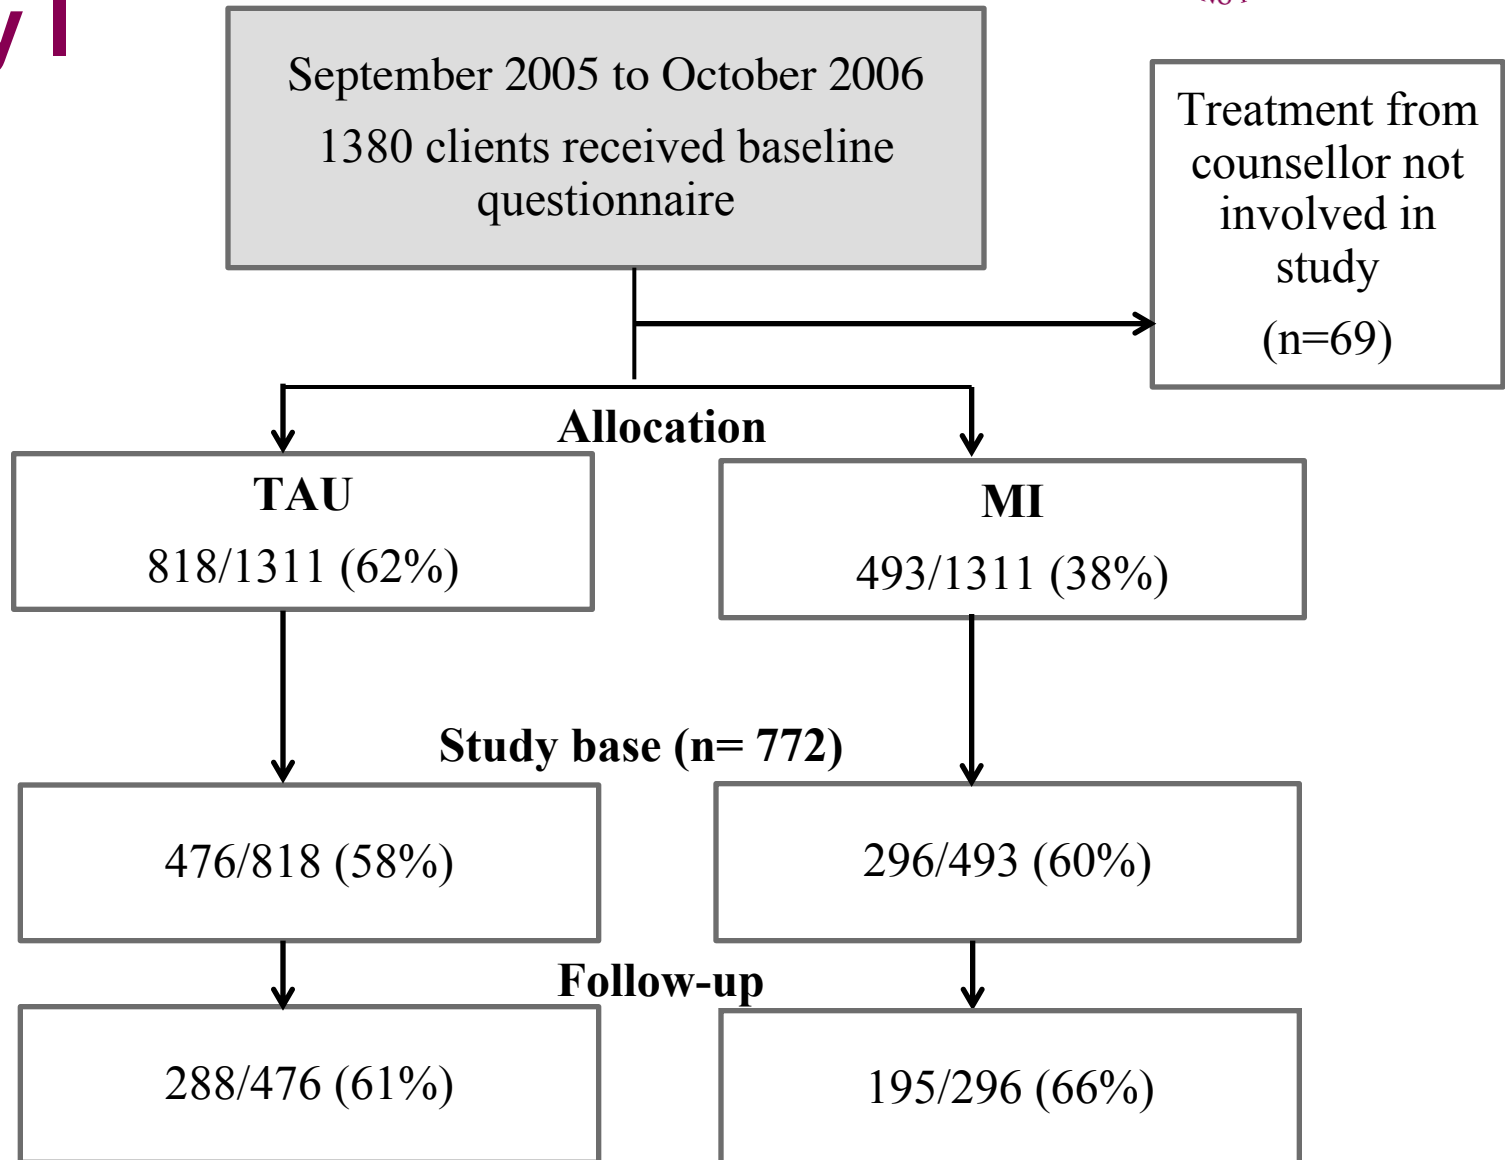 y I
September 2005 to October 2006
1380 clients received baseline
questionnaire
Treatment from
counsellor not
involved in
study
(n=69)
Allocation
TAU
818/1311 (62%)
MI
493/1311 (38%)
Study base (n= 772)
476/818 (58%)
296/493 (60%)
Follow-up
288/476 (61%)
195/296 (66%)